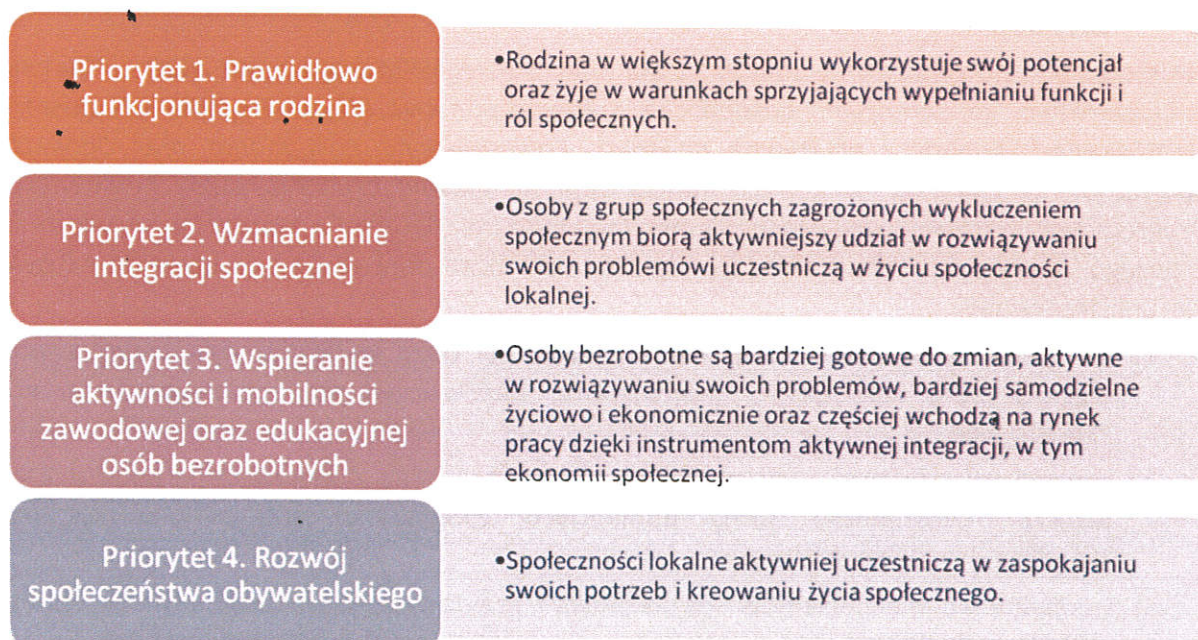 Priorytet 1. Prawidłowo
funkcjonująca rodzina
•Rodzina w większym stopniu wykorzystuje swój potencjał
oraz żyje w warunkach sprzyjających wypełnianiu funkcji i
ról społecznych.
Priorytet 2. Wzmacnianie
integracji społecznej
•Osoby z grup społecznych zagrożonych wykluczeniem
społecznym biorą aktywniejszy udział w rozwiązywaniu
swoich problemówi uczestniczą w życiu społeczności
lokalnej.
Priorytet 3. Wspieranie
aktywności i mobilności
zawodowej oraz edukacyjnej
osób bezrobotnych
•Osoby bezrobotne są bardziej gotowe do zmian, aktywne
w rozwiązywaniu swoich problemów, bardziej samodzielne
życiowo i ekonomicznie oraz częściej wchodzą na rynek
pracy dzięki instrumentom aktywnej integracji, w tym
ekonomii społecznej.
Priorytet 4. Rozwój
społeczeństwa obywatelskiego
•Społeczności lokalne aktywniej uczestniczą w zaspokajaniu
swoich potrzeb i kreowaniu życia społecznego.